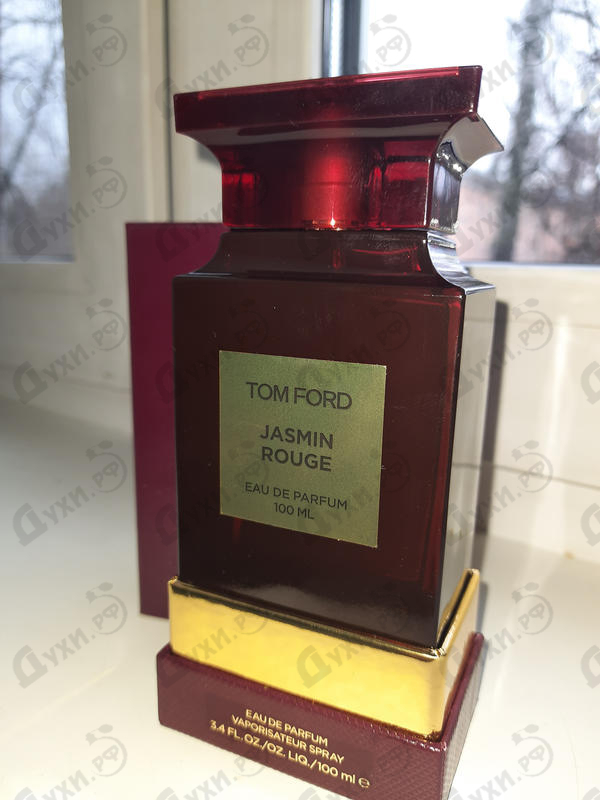 TOM FORD
JASMIN
ROUGE
EAU DE PARFUM
100 ML
EAU DE PARFUM
VAPORISATEUR SPRAY
3.4 FL.OZ./OZ. LIQ./100 ml e
Духи.РФ